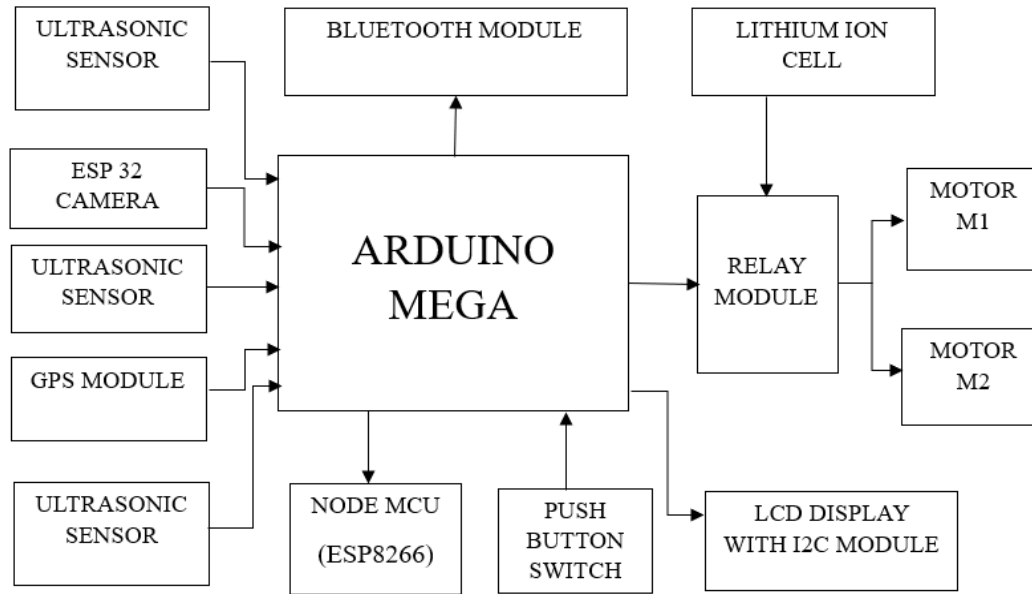 ULTRASONIC
SENSOR
BLUETOOTH MODULE
LITHIUM ION
CELL
ESP 32
CAMERA
ARDUINO
MEGA
MOTOR
M1
ULTRASONIC
SENSOR
RELAY
MODULE
GPS MODULE
MOTOR
M2
ULTRASONIC
SENSOR
NODE MCU
(ESP8266)
PUSH
BUTTON
SWITCH
LCD DISPLAY
WITH I2C MODULE